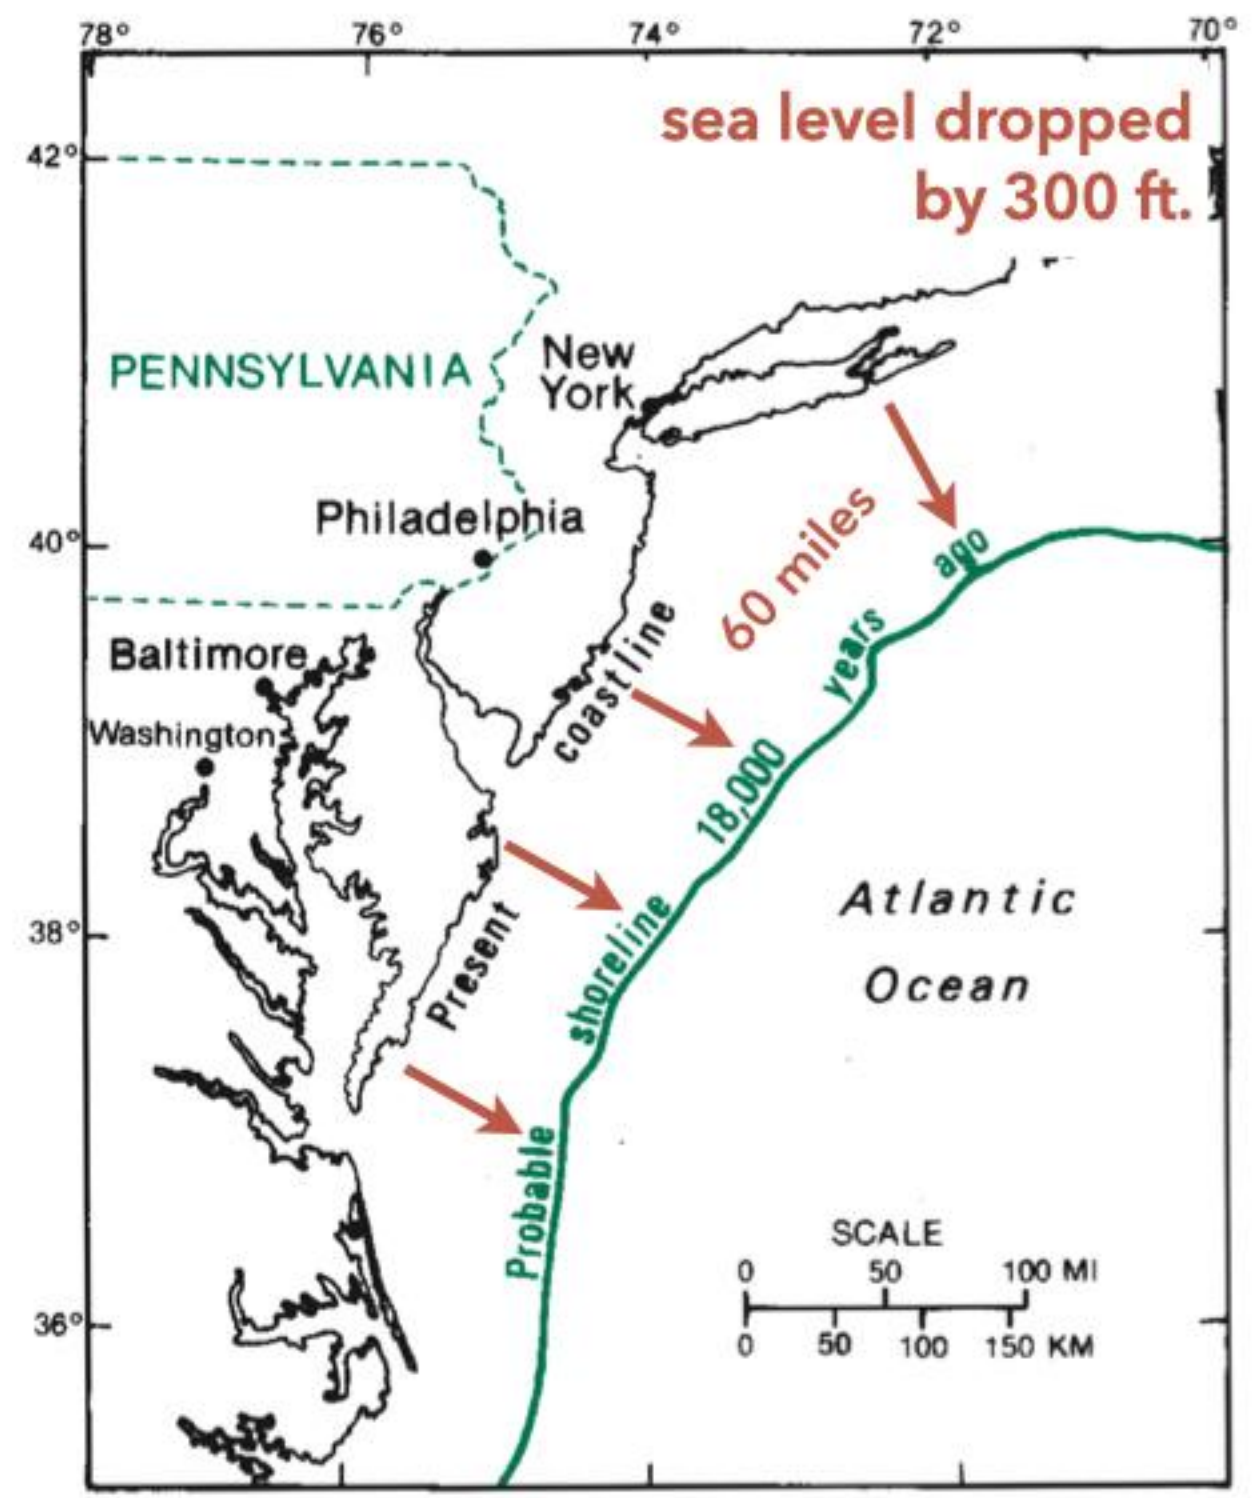 78°
76°
74°
72°
70°
sea level dropped
by 300 ft.
42°
PENNSYLVANIA
New
York
Philadelphia
40°
60 miles
Baltimore
Washington
Present coastline
Probable shoreline 18,000 years ago
38°
Atlantic
Ocean
36°
SCALE
0 50 100 MI
0 50 100 150 KM